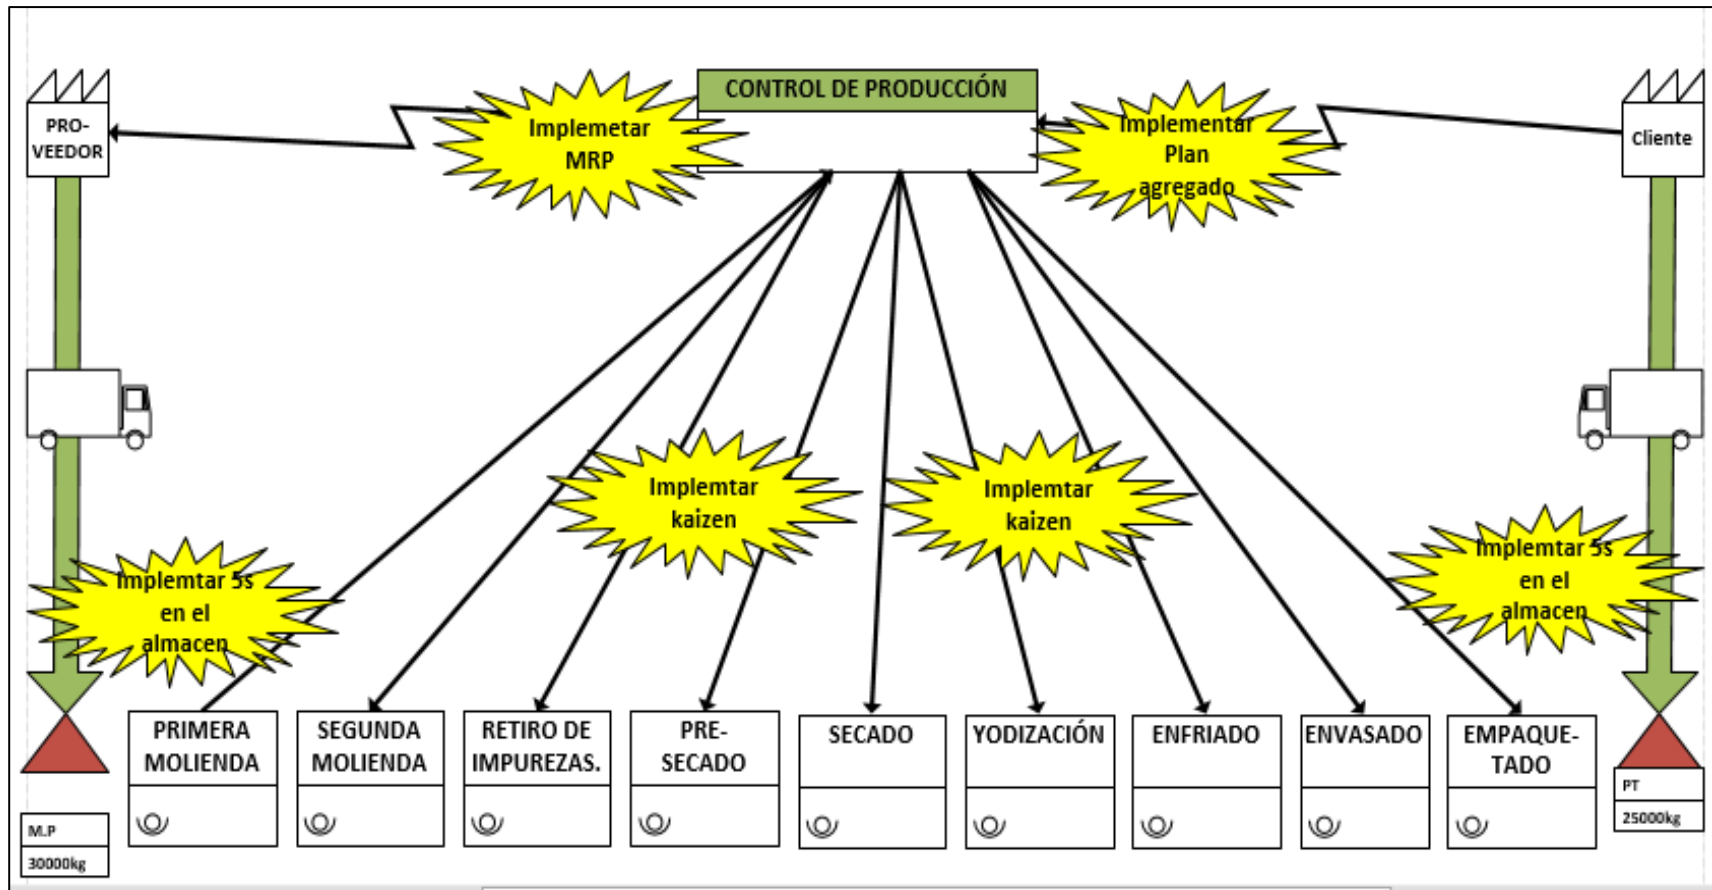 CONTROL DE PRODUCCIÓN
PRO-
VEEDOR
Implemetar
MRP
Implementar
Plan
agregado
Cliente
Implemtar
kaizen
Implemtar
kaizen
Implemtar 5s
en el
almacen
Implemtar 5s
en el
almacen
PRIMERA
MOLIENDA
SEGUNDA
MOLIENDA
RETIRO DE
IMPUREZAS.
PRE-
SECADO
SECADO
YODIZACIÓN
ENFRIADO
ENVASADO
EMPAQUE-
TADO
M.P
30000kg
PT
25000kg